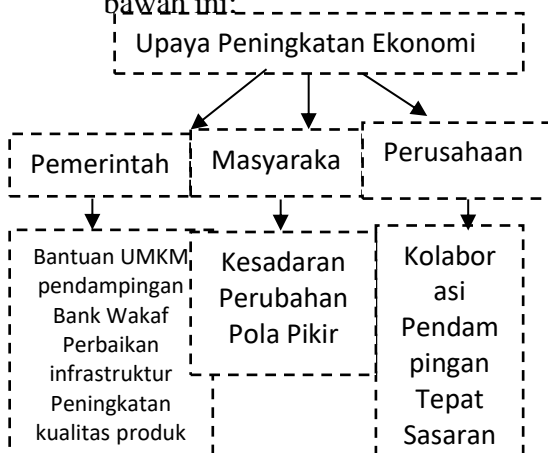 bawah ini:
Upaya Peningkatan Ekonomi
Pemerintah
Masyaraka
Perusahaan
Bantuan UMKM
pendampingan
Bank Wakaf
Perbaikan
infrastruktur
Peningkatan
kualitas produk
Kesadaran
Perubahan
Pola Pikir
Kolabor
asi
Pendam
pingan
Tepat
Sasaran